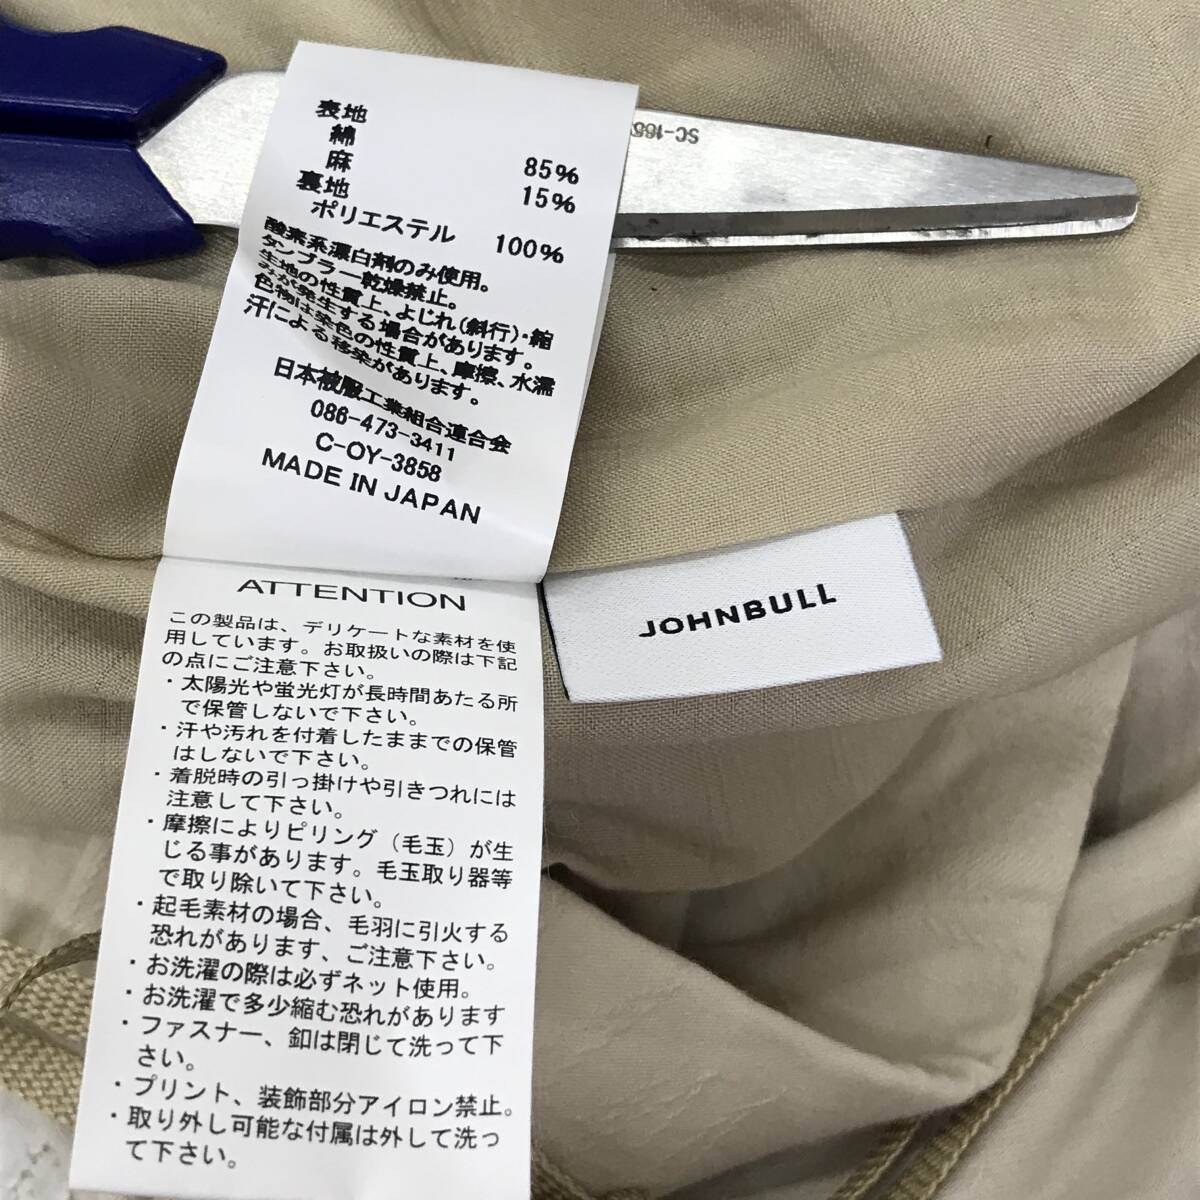 表地
綿 85%
麻 15%
裏地
ポリエステル 100%
酸素系漂白剤のみ使用。
タンブラー乾燥禁止。
生地の性質上、よじれ(斜行)・縮
みが発生する場合があります。
色物は染色の性質上、摩擦、水濡
汗による移染があります。
日本被服工業組合連合会
086-473-3411
C-OY-3858
MADE IN JAPAN
ATTENTION
この製品は、デリケートな素材を使
用しています。お取扱いの際は下記
の点にご注意下さい。
・太陽光や蛍光灯が長時間あたる所
で保管しないで下さい。
・汗や汚れを付着したままでの保管
はしないで下さい。
・着脱時の引っ掛けや引きつれには
注意して下さい。
・摩擦によりピリング（毛玉）が生
じる事があります。毛玉取り器等
で取り除いて下さい。
・起毛素材の場合、毛羽に引火する
恐れがあります、ご注意下さい。
・お洗濯の際は必ずネット使用。
・お洗濯で多少縮む恐れがあります
・ファスナー、釦は閉じて洗って下
さい。
・プリント、装飾部分アイロン禁止。
・取り外し可能な付属は外して洗っ
て下さい。
JOHNBULL